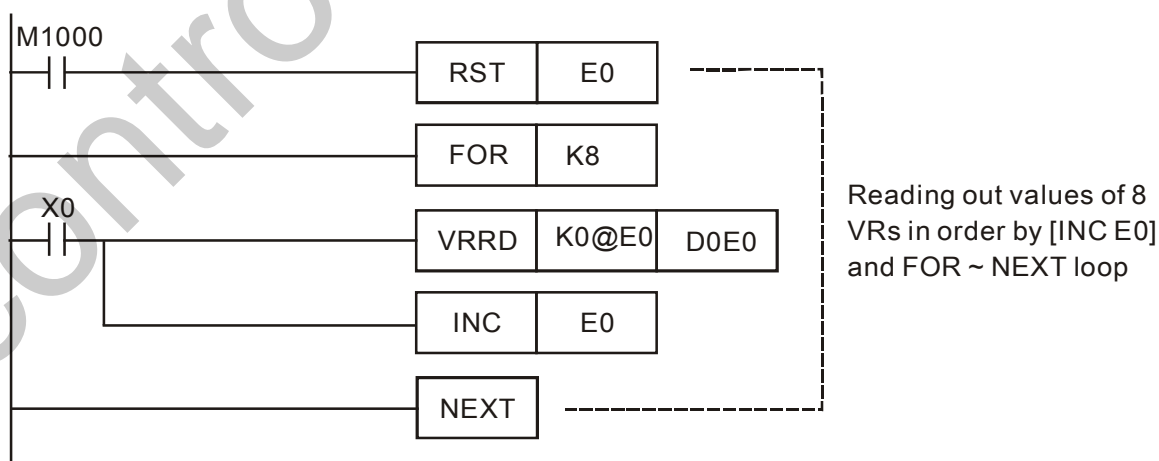 M1000
RST E0
FOR K8
X0
VRRD K0@E0 D0E0
INC E0
NEXT
Reading out values of 8
VRs in order by [INC E0]
and FOR ~ NEXT loop
contro